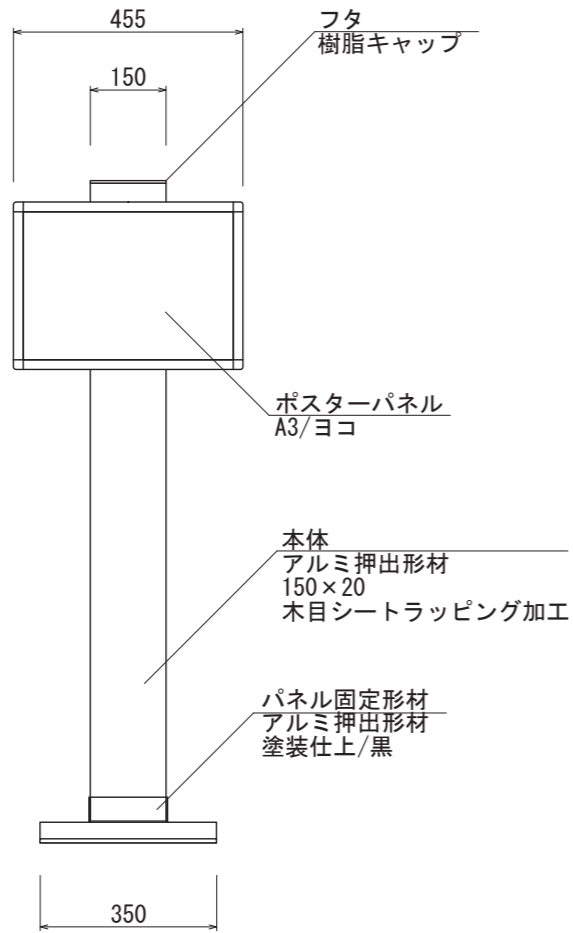 455
フタ
樹脂キャップ
150
ポスターパネル
A3/ヨコ
本体
アルミ押出形材
150×20
木目シートラッピング加工
パネル固定形材
アルミ押出形材
塗装仕上/黒
350